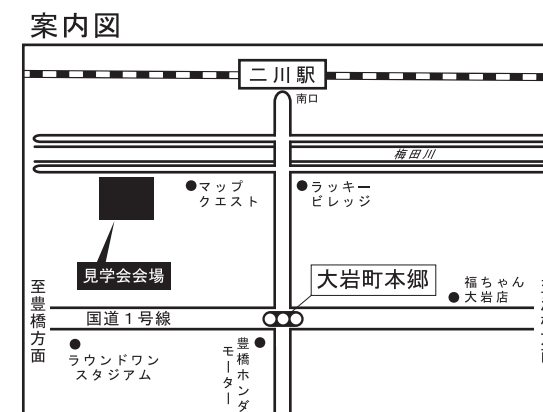 案内図
二川駅
南口
梅田川
マップ
クエスト
ラッキー
ビレッジ
見学会会場
大岩町本郷
福ちゃん
大岩店
至豊橋方面
国道1号線
ラウンドワン
スタジアム
豊橋ホンダ
モーター